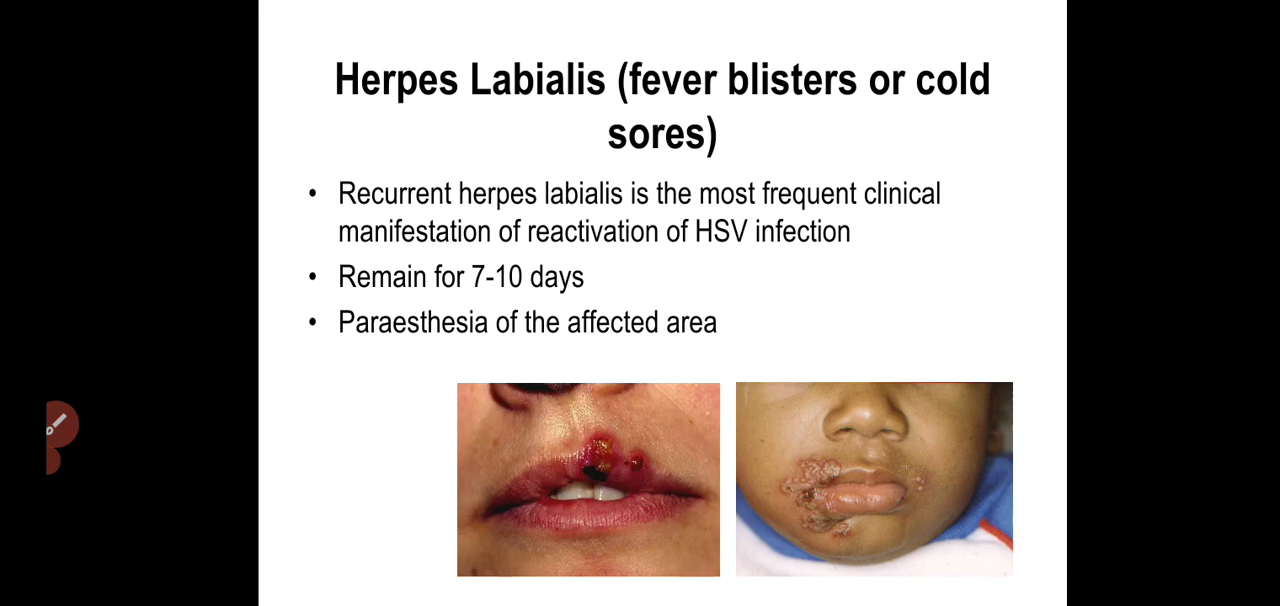 Herpes Labialis (fever blisters or cold
sores)
• Recurrent herpes labialis is the most frequent clinical
manifestation of reactivation of HSV infection
• Remain for 7-10 days
• Paraesthesia of the affected area